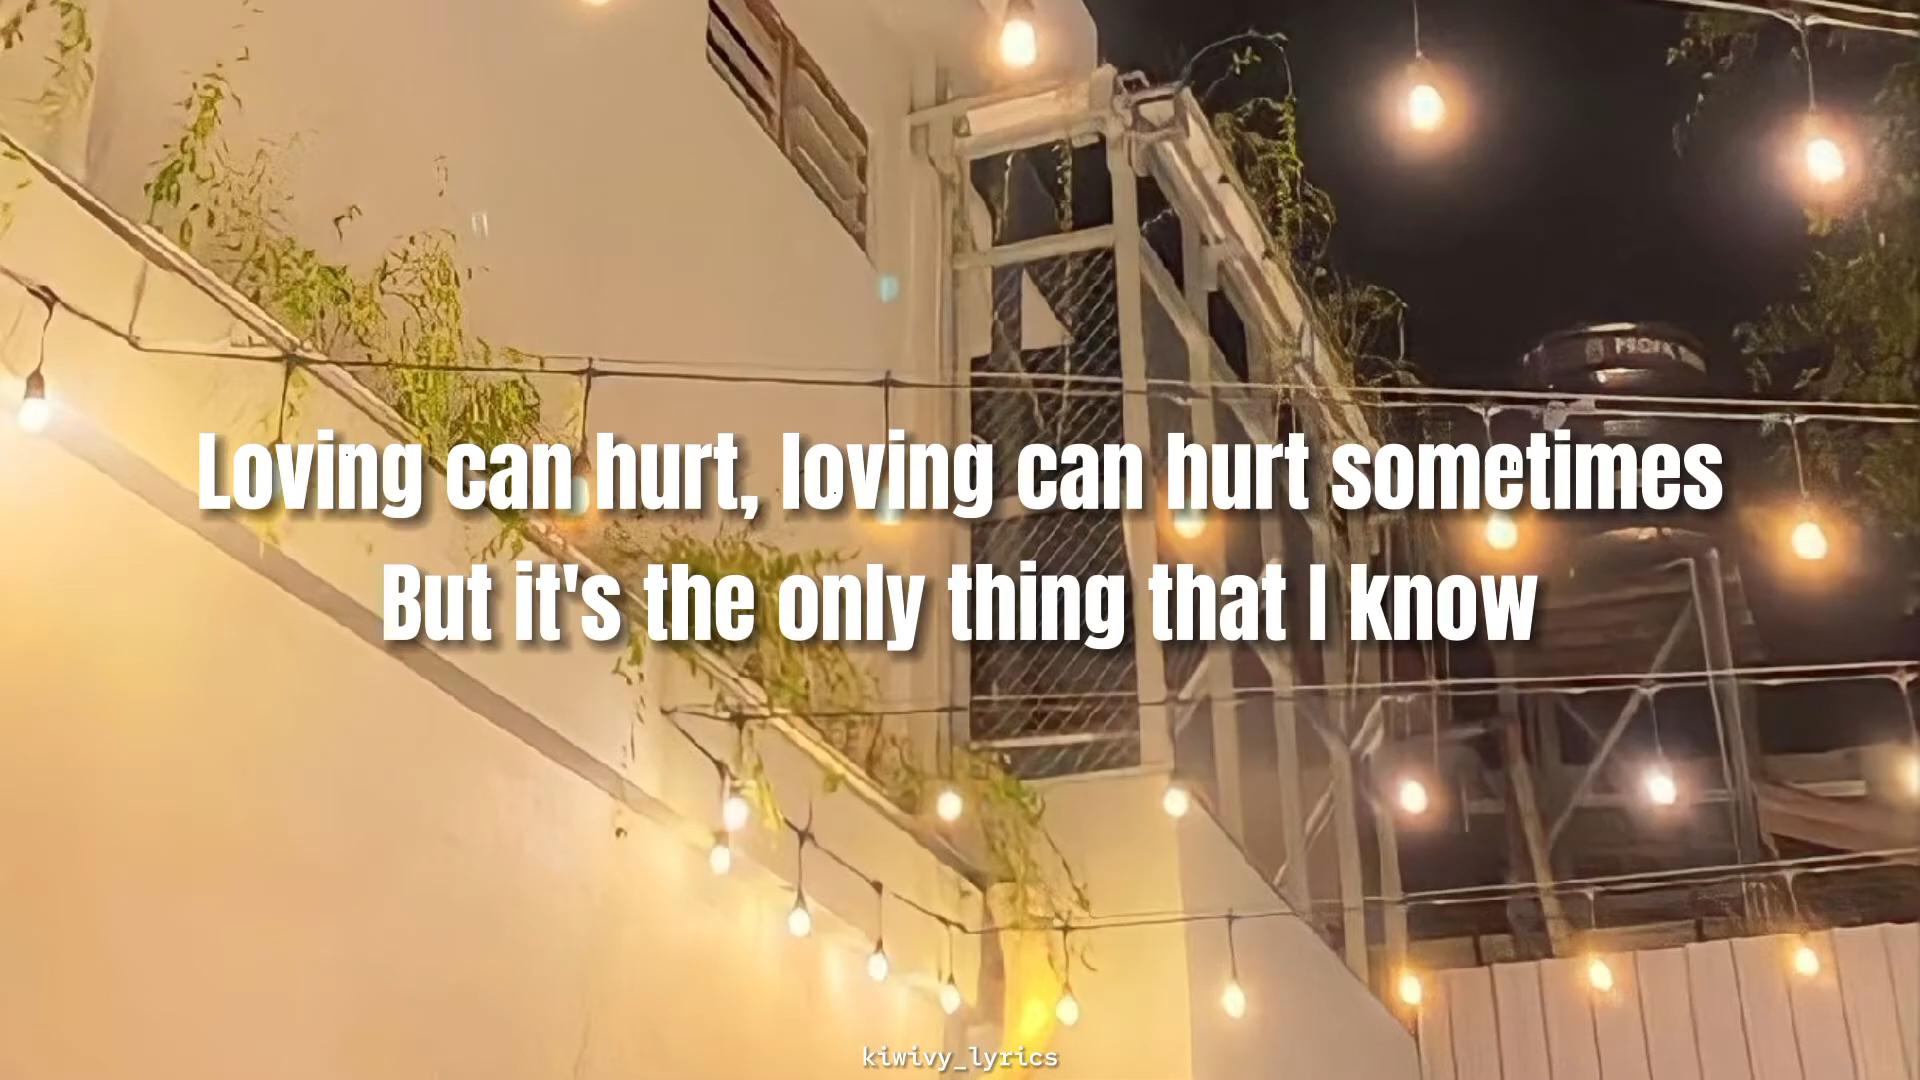 Loving can hurt, loving can hurt sometimes
But it's the only thing that I know
kiwivy_lyrics